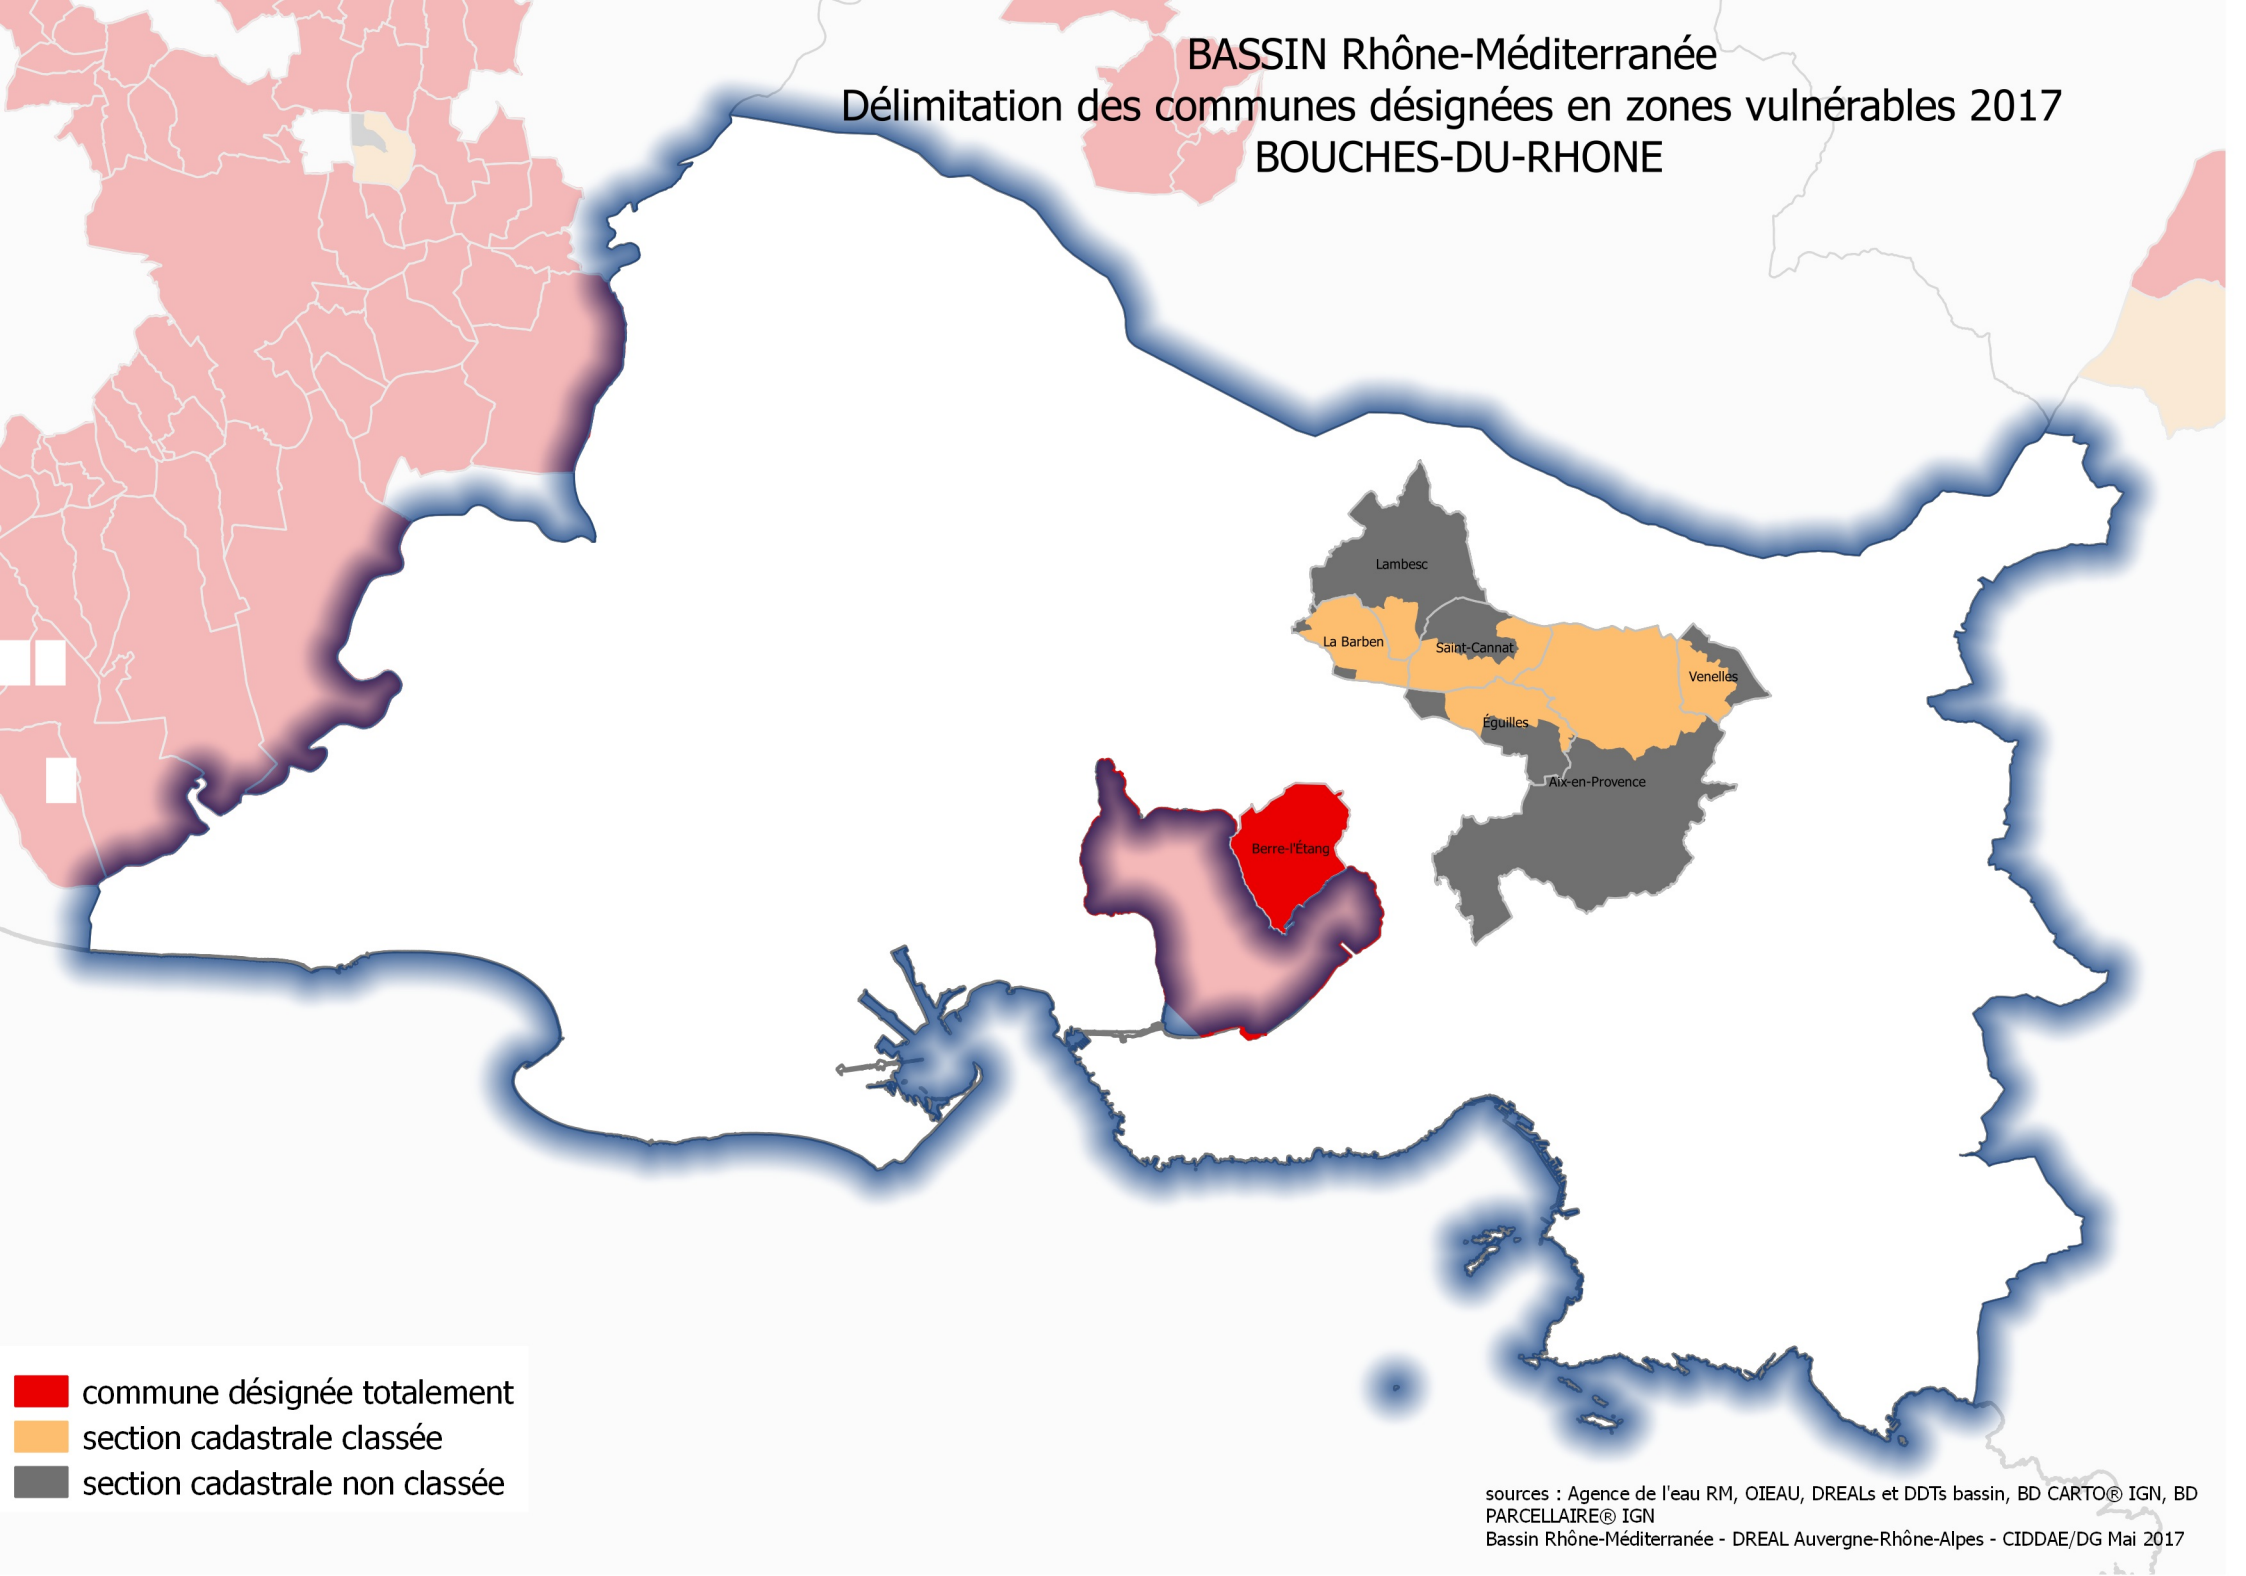 BASSIN Rhône-Méditerranée
Délimitation des communes désignées en zones vulnérables 2017
BOUCHES-DU-RHONE
Lambesc
La Barben
Saint-Cannat
Venelles
Éguilles
Aix-en-Provence
Berre-l'Étang
commune désignée totalement
section cadastrale classée
section cadastrale non classée
sources : Agence de l'eau RM, OIEAU, DREALs et DDTs bassin, BD CARTO® IGN, BD
PARCELLAIRE® IGN
Bassin Rhône-Méditerranée - DREAL Auvergne-Rhône-Alpes - CIDDAE/DG Mai 2017